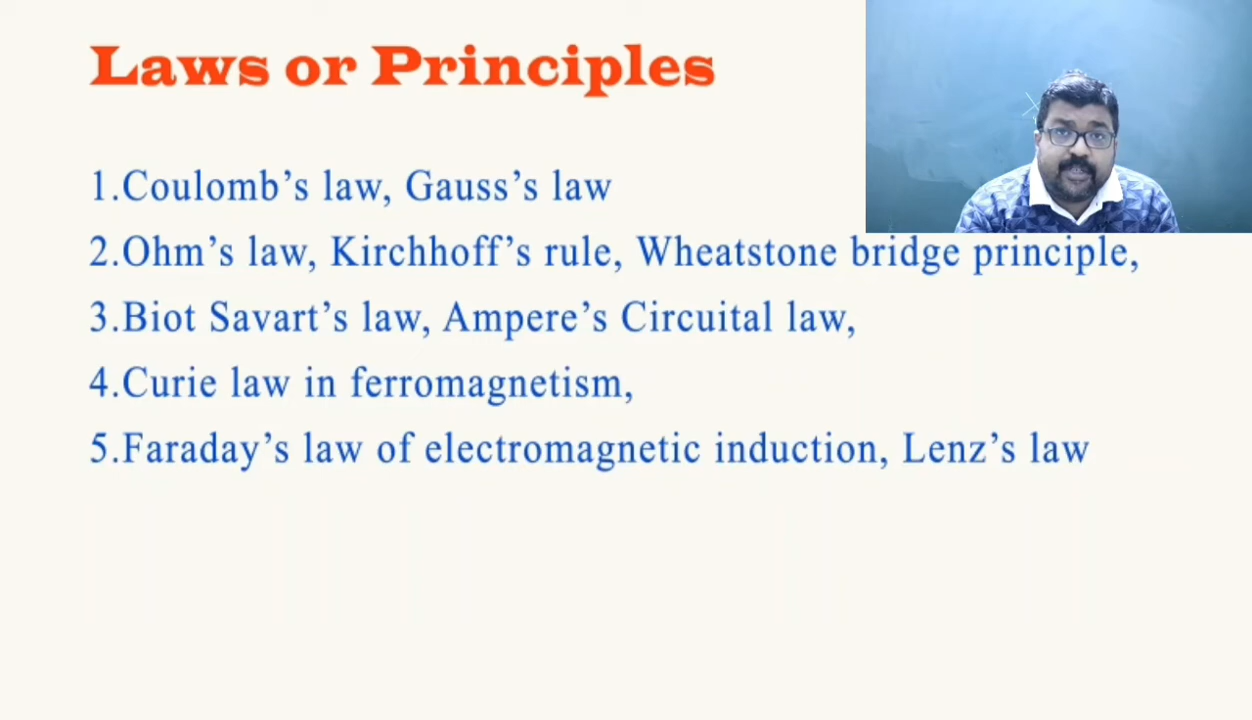 Laws or Principles
1.Coulomb’s law, Gauss’s law
2.Ohm’s law, Kirchhoff’s rule, Wheatstone bridge principle,
3.Biot Savart’s law, Ampere’s Circuital law,
4.Curie law in ferromagnetism,
5.Faraday’s law of electromagnetic induction, Lenz’s law